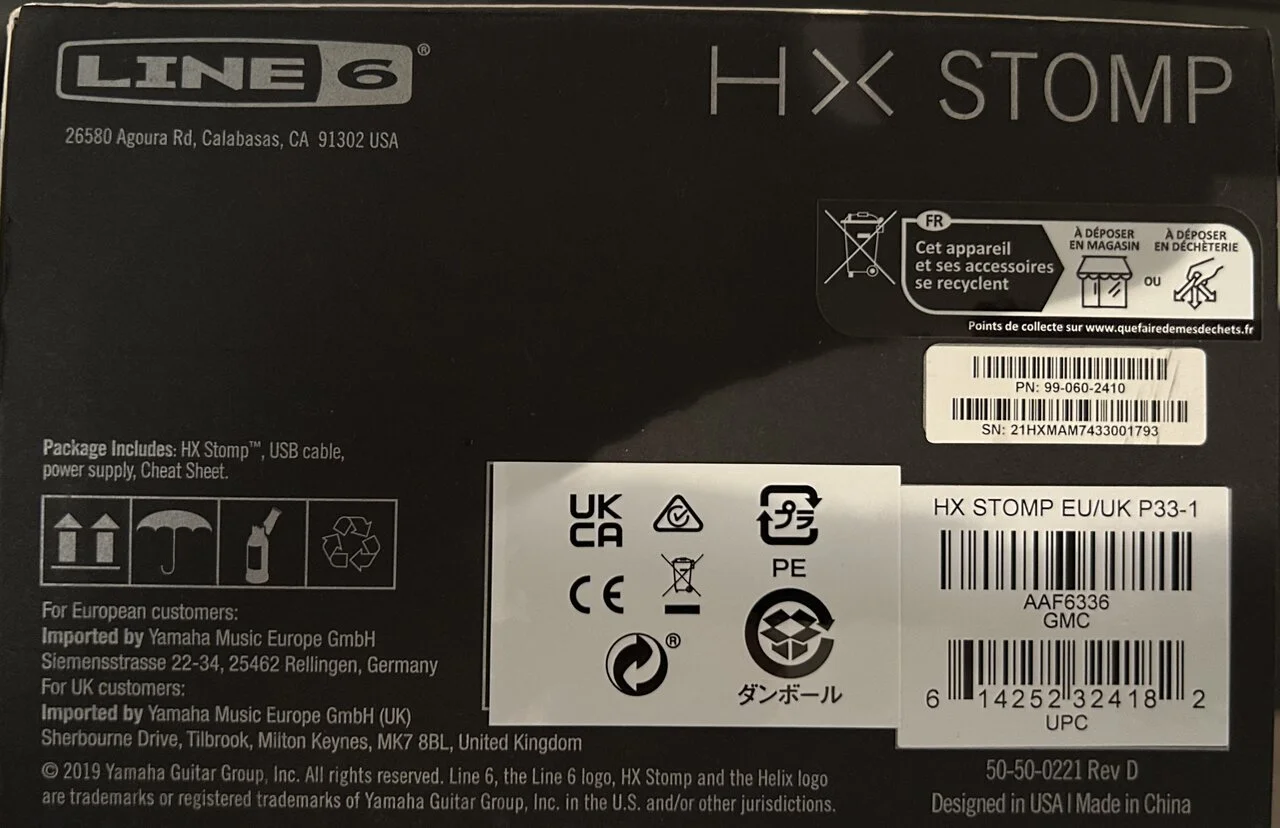 LINE 6®
HX STOMP
26580 Agoura Rd, Calabasas, CA 91302 USA
FR
Cet appareil
et ses accessoires
se recyclent
À DÉPOSER
EN MAGASIN
OU
À DÉPOSER
EN DÉCHÈTERIE
Points de collecte sur www.quefairedemesdechets.fr
PN: 99-060-2410
SN: 21HXMAM7433001793
Package Includes: HX Stomp™, USB cable,
power supply, Cheat Sheet.
For European customers:
Imported by Yamaha Music Europe GmbH
Siemensstrasse 22-34, 25462 Rellingen, Germany
For UK customers:
Imported by Yamaha Music Europe GmbH (UK)
Sherbourne Drive, Tilbrook, Milton Keynes, MK7 8BL, United Kingdom
© 2019 Yamaha Guitar Group, Inc. All rights reserved. Line 6, the Line 6 logo, HX Stomp and the Helix logo
are trademarks or registered trademarks of Yamaha Guitar Group, Inc. in the U.S. and/or other jurisdictions.
UK
CA
CE
®
プラ
PE
ダンボール
HX STOMP EU/UK P33-1
AAF6336
GMC
6 14252 32418 2
UPC
50-50-0221 Rev D
Designed in USA | Made in China